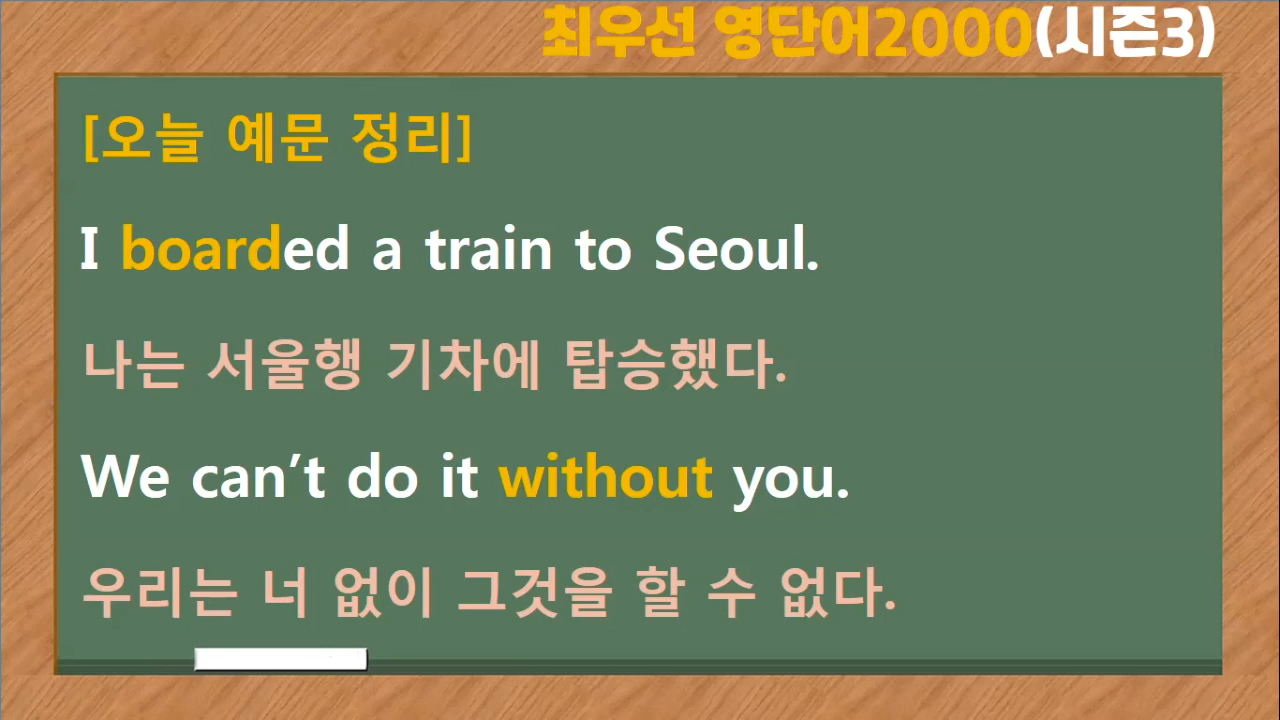 최우선 영단어2000(시즌3)
[오늘 예문 정리]
I boarded a train to Seoul.
나는 서울행 기차에 탑승했다.
We can’t do it without you.
우리는 너 없이 그것을 할 수 없다.